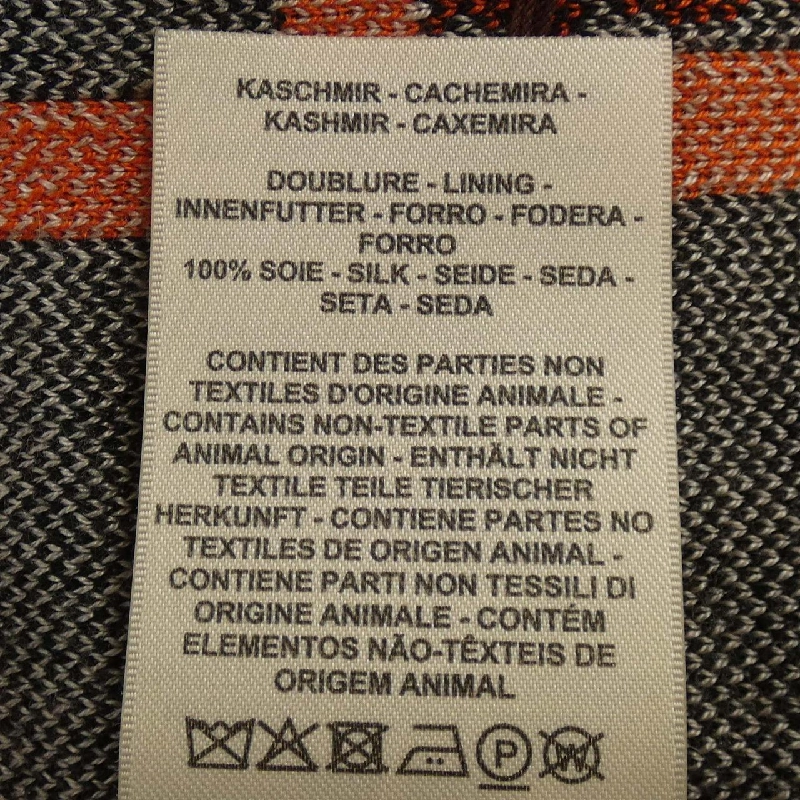 KASCHMIR - CACHEMIRA -
KASHMIR - CAXEMIRA
DOUBLURE - LINING -
INNENFUTTER - FORRO - FODERA -
FORRO
100% SOIE - SILK - SEIDE - SEDA -
SETA - SEDA
CONTIENT DES PARTIES NON
TEXTILES D'ORIGINE ANIMALE -
CONTAINS NON-TEXTILE PARTS OF
ANIMAL ORIGIN - ENTHÄLT NICHT
TEXTILE TEILE TIERISCHER
HERKUNFT - CONTIENE PARTES NO
TEXTILES DE ORIGEN ANIMAL -
CONTIENE PARTI NON TESSILI DI
ORIGINE ANIMALE - CONTÉM
ELEMENTOS NÃO-TÊXTEIS DE
ORIGEM ANIMAL
P W